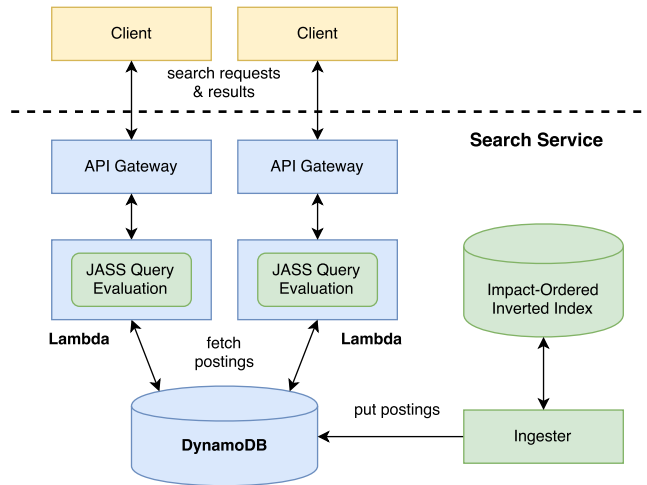 Client
Client
search requests
& results
Search Service
API Gateway
API Gateway
JASS Query
Evaluation
JASS Query
Evaluation
Impact-Ordered
Inverted Index
Lambda
Lambda
fetch
postings
put postings
DynamoDB
Ingester